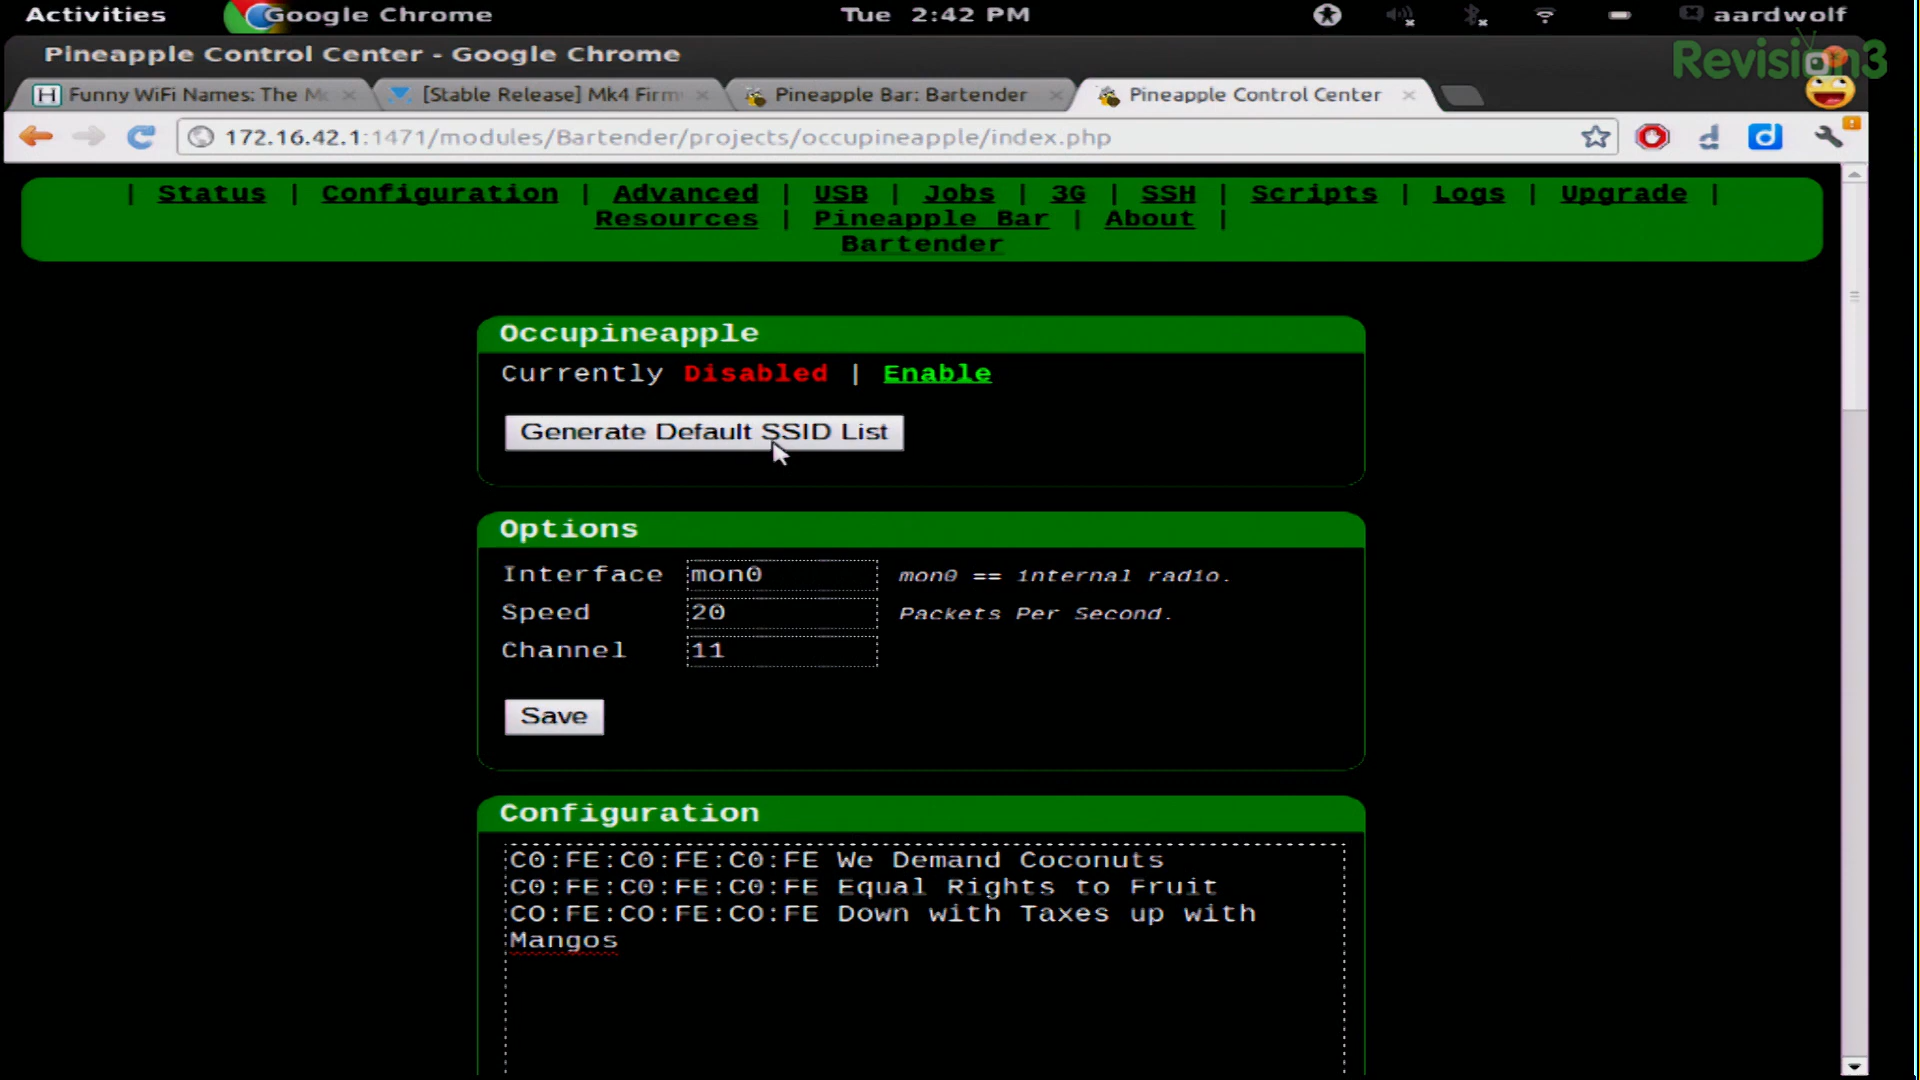 Activities Google Chrome Tue 2:42 PM aardwolf
Pineapple Control Center - Google Chrome
Revision3
Funny WiFi Names: The Mo [Stable Release] Mk4 Firm Pineapple Bar: Bartender Pineapple Control Center
172.16.42.1:1471/modules/Bartender/projects/occupineapple/index.php
| Status | Configuration | Advanced | USB | Jobs | 3G | SSH | Scripts | Logs | Upgrade |
Resources | Pineapple Bar | About |
Bartender
Occupineapple
Currently Disabled | Enable
Generate Default SSID List
Options
Interface mon0 mon0 == internal radio.
Speed 20 Packets Per Second.
Channel 11
Save
Configuration
C0:FE:C0:FE:C0:FE We Demand Coconuts
C0:FE:C0:FE:C0:FE Equal Rights to Fruit
CO:FE:CO:FE:CO:FE Down with Taxes up with
Mangos